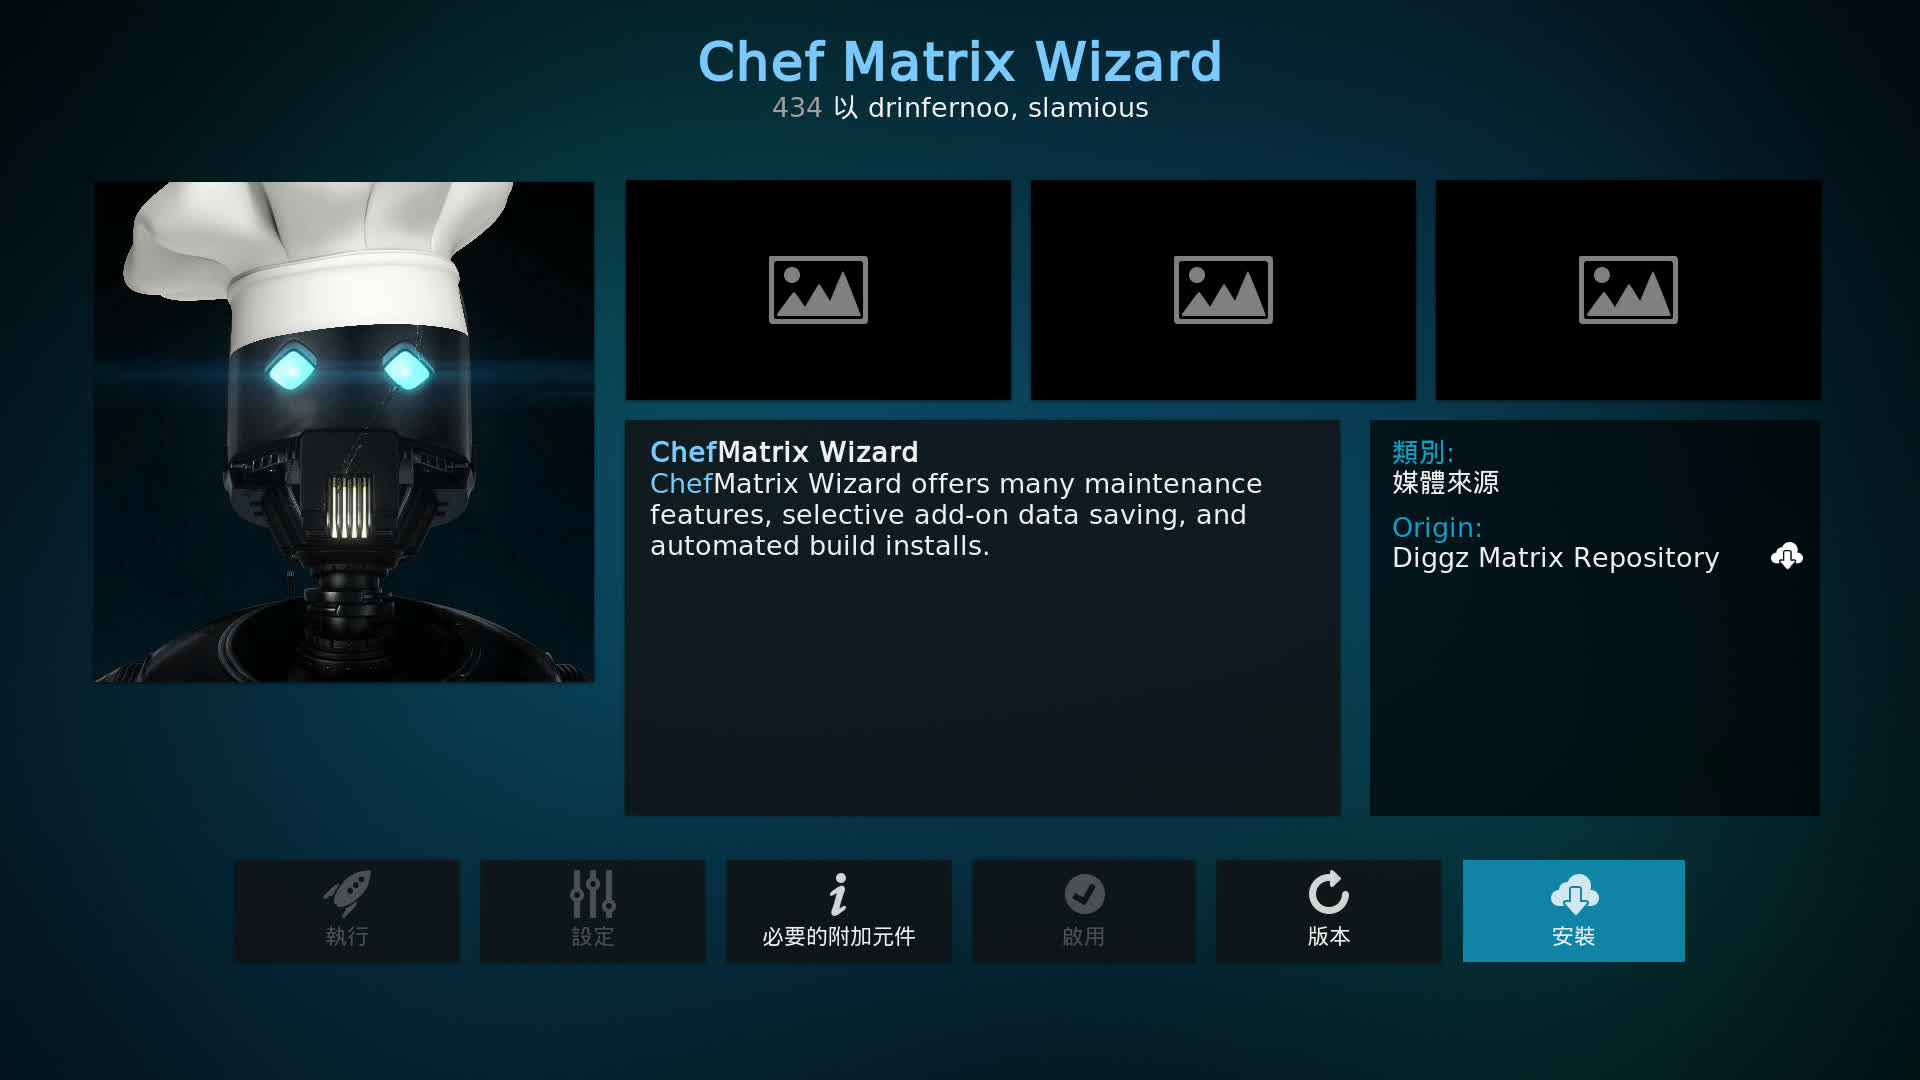 Chef Matrix Wizard
434 以 drinfernoo, slamious
ChefMatrix Wizard
ChefMatrix Wizard offers many maintenance
features, selective add-on data saving, and
automated build installs.
類別:
媒體來源
Origin:
Diggz Matrix Repository
執行
設定
必要的附加元件
啟用
版本
安裝